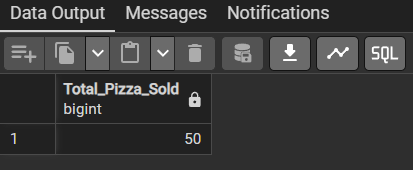 Data Output Messages Notifications
SQL
Total_Pizza_Sold
bigint
1 50